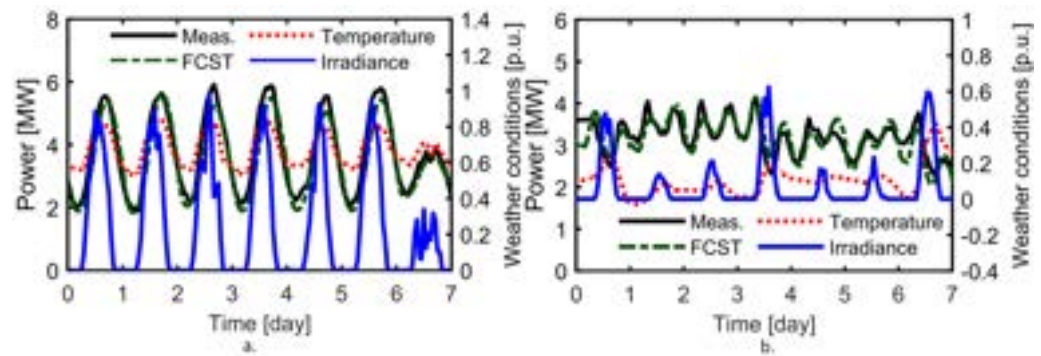 8
6
4
2
0
Power [MW]
Meas.
FCST
Temperature
Irradiance
1.4
1.2
1
0.8
0.6
0.4
0.2
0
Weather conditions [p.u.]
0 1 2 3 4 5 6 7
Time [day]
a.
6
5
4
3
2
1
0
Power [MW]
1
0.8
0.6
0.4
0.2
0
-0.2
-0.4
Weather conditions [p.u.]
Meas.
FCST
Temperature
Irradiance
0 1 2 3 4 5 6 7
Time [day]
b.